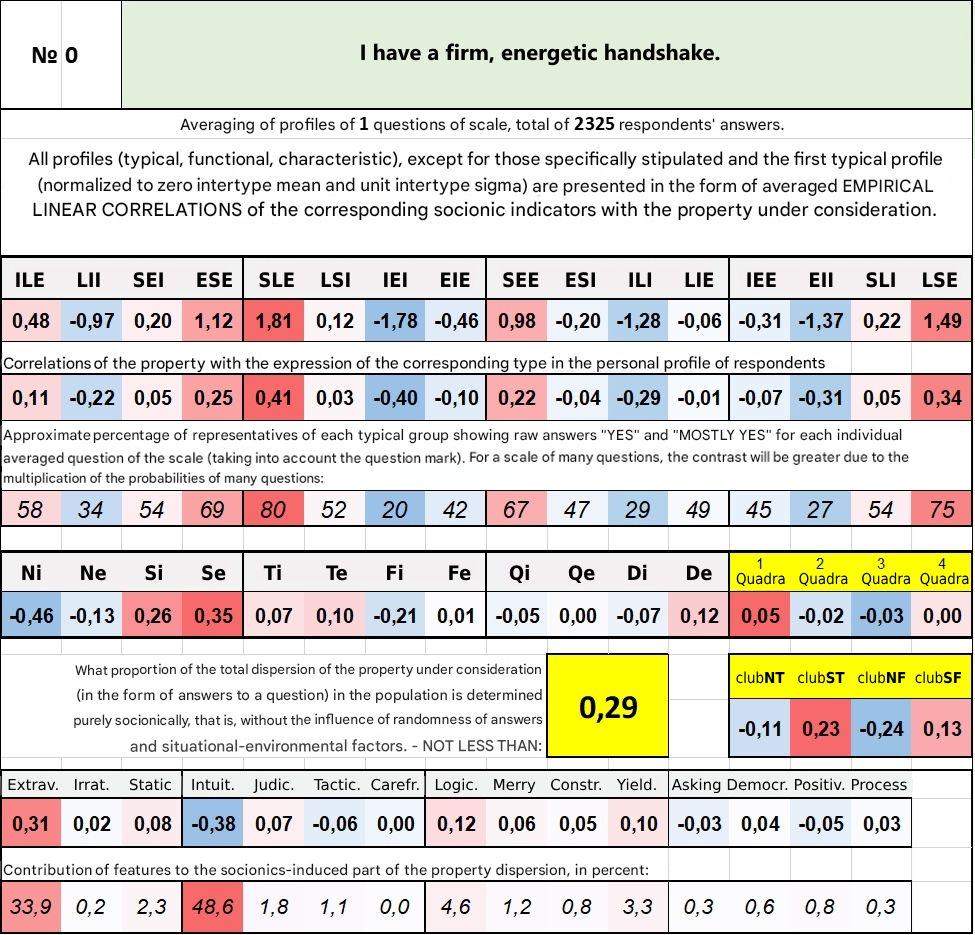 № 0
I have a firm, energetic handshake.
Averaging of profiles of 1 questions of scale, total of 2325 respondents' answers.
All profiles (typical, functional, characteristic), except for those specifically stipulated and the first typical profile
(normalized to zero intertype mean and unit intertype sigma) are presented in the form of averaged EMPIRICAL
LINEAR CORRELATIONS of the corresponding socionic indicators with the property under consideration.
ILE LII SEI ESE SLE LSI IEI EIE SEE ESI ILI LIE IEE EII SLI LSE
0,48 -0,97 0,20 1,12 1,81 0,12 -1,78 -0,46 0,98 -0,20 -1,28 -0,06 -0,31 -1,37 0,22 1,49
Correlations of the property with the expression of the corresponding type in the personal profile of respondents
0,11 -0,22 0,05 0,25 0,41 0,03 -0,40 -0,10 0,22 -0,04 -0,29 -0,01 -0,07 -0,31 0,05 0,34
Approximate percentage of representatives of each typical group showing raw answers "YES" and "MOSTLY YES" for each individual
averaged question of the scale (taking into account the question mark). For a scale of many questions, the contrast will be greater due to the
multiplication of the probabilities of many questions:
58 34 54 69 80 52 20 42 67 47 29 49 45 27 54 75
Ni Ne Si Se Ti Te Fi Fe Qi Qe Di De 1 Quadra 2 Quadra 3 Quadra 4 Quadra
-0,46 -0,13 0,26 0,35 0,07 0,10 -0,21 0,01 -0,05 0,00 -0,07 0,12 0,05 -0,02 -0,03 0,00
What proportion of the total dispersion of the property under consideration
(in the form of answers to a question) in the population is determined
purely socionically, that is, without the influence of randomness of answers
and situational-environmental factors. - NOT LESS THAN:
0,29
clubNT clubST clubNF clubSF
-0,11 0,23 -0,24 0,13
Extrav. Irrat. Static Intuit. Judic. Tactic. Carefr. Logic. Merry Constr. Yield. Asking Democr. Positiv. Process
0,31 0,02 0,08 -0,38 0,07 -0,06 0,00 0,12 0,06 0,05 0,10 -0,03 0,04 -0,05 0,03
Contribution of features to the socionics-induced part of the property dispersion, in percent:
33,9 0,2 2,3 48,6 1,8 1,1 0,0 4,6 1,2 0,8 3,3 0,3 0,6 0,8 0,3